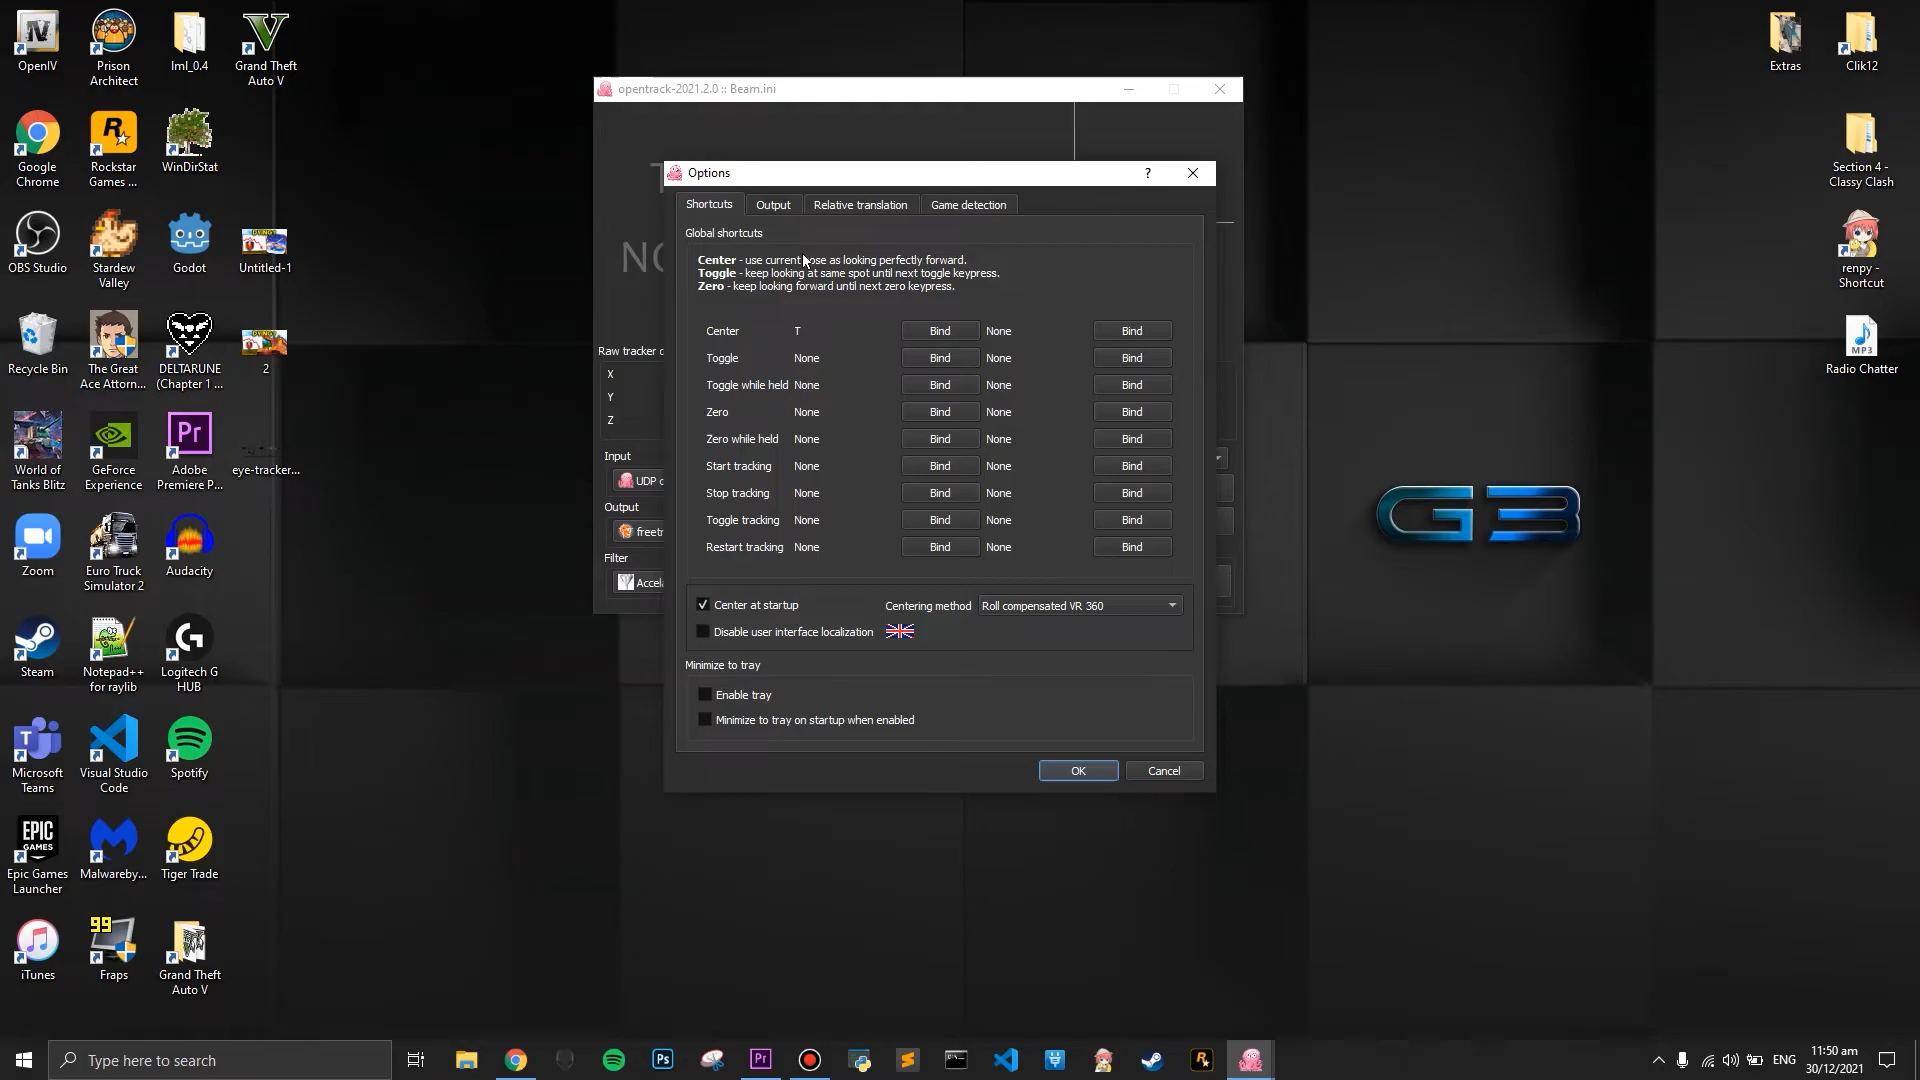 OpenIV
Prison
Architect
lml_0.4
Grand Theft
Auto V
Extras
Clik12
Google
Chrome
Rockstar
Games ...
WinDirStat
Section 4 -
Classy Clash
OBS Studio
Stardew
Valley
Godot
Untitled-1
renpy -
Shortcut
Recycle Bin
The Great
Ace Attorn...
DELTARUNE
(Chapter 1 ...
2
MP3
Radio Chatter
World of
Tanks Blitz
GeForce
Experience
Pr
Adobe
Premiere P...
eye-tracker...
Zoom
Euro Truck
Simulator 2
Audacity
Steam
Notepad++
for raylib
Logitech G
HUB
Microsoft
Teams
Visual Studio
Code
Spotify
EPIC
GAMES
Epic Games
Launcher
Malwareby...
Tiger Trade
iTunes
99
Fraps
Grand Theft
Auto V
opentrack-2021.2.0 :: Beam.ini
Raw tracker
X
Y
Z
Input
UDP
Output
Filter
Options
?
Shortcuts Output Relative translation Game detection
Global shortcuts
Center - use current pose as looking perfectly forward.
Toggle - keep looking at same spot until next toggle keypress.
Zero - keep looking forward until next zero keypress.
Center T Bind None Bind
Toggle None Bind None Bind
Toggle while held None Bind None Bind
Zero None Bind None Bind
Zero while held None Bind None Bind
Start tracking None Bind None Bind
Stop tracking None Bind None Bind
Toggle tracking None Bind None Bind
Restart tracking None Bind None Bind
Center at startup Centering method Roll compensated VR 360
Disable user interface localization
Minimize to tray
Enable tray
Minimize to tray on startup when enabled
OK Cancel
G3
Type here to search
Ps
Pr
ENG
11:50 am
30/12/2021